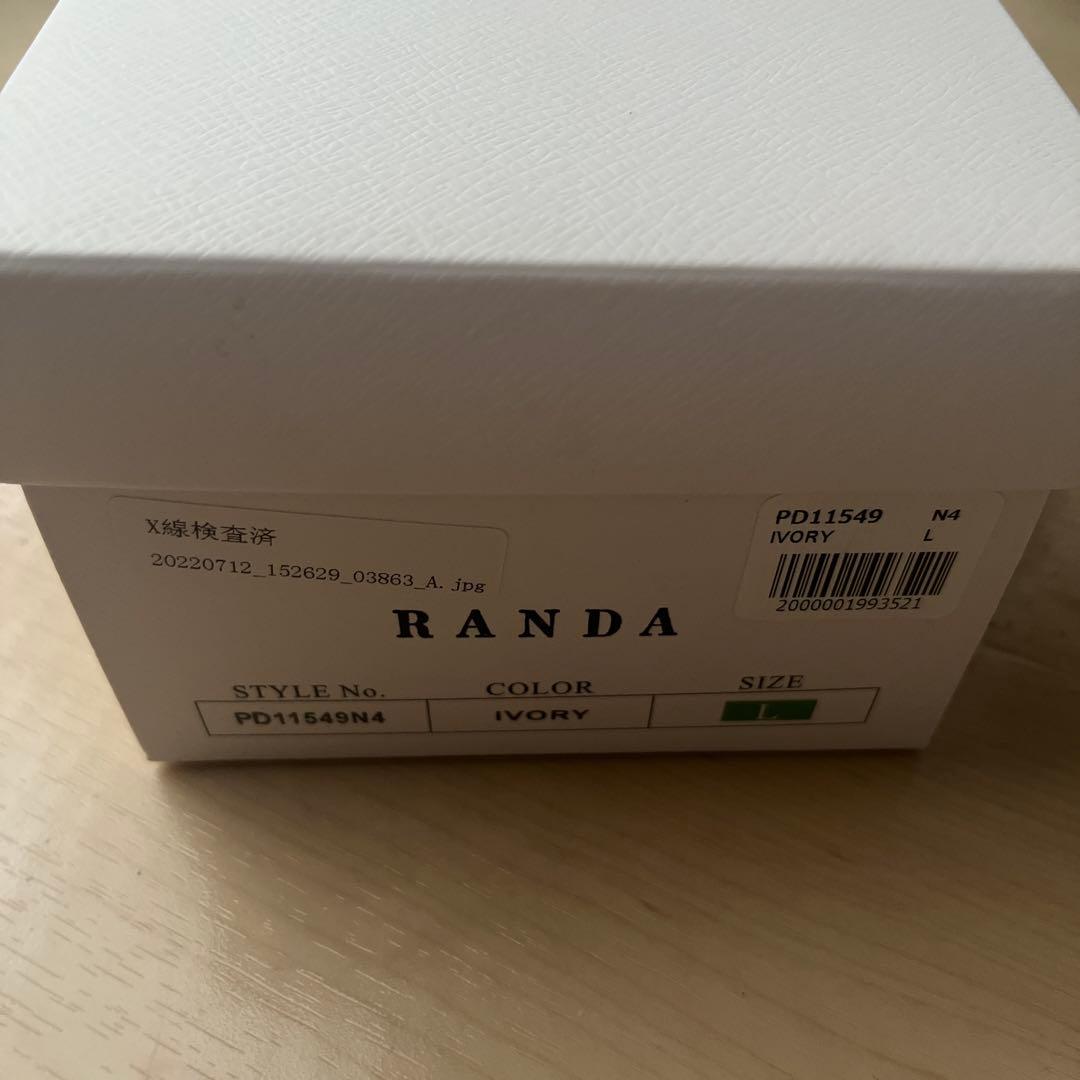 X線検査済
20220712_152629_03863_A.jpg
PD11549 N4
IVORY L
2000001993521
RANDA
STYLE No. COLOR SIZE
PD11549N4 IVORY L